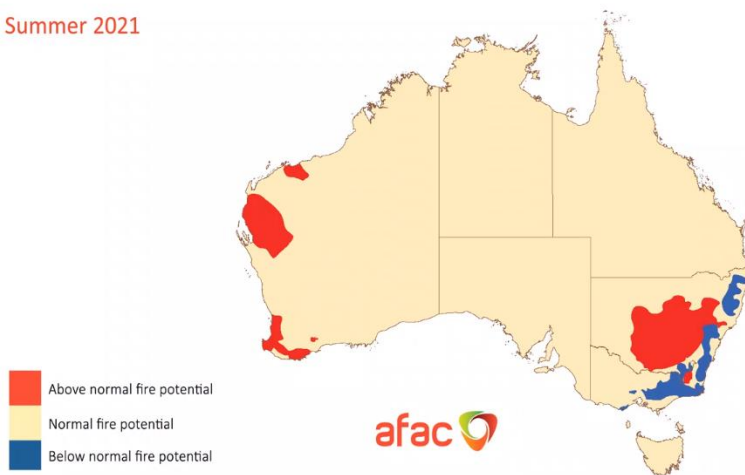 Summer 2021
Above normal fire potential
Normal fire potential
Below normal fire potential
afac